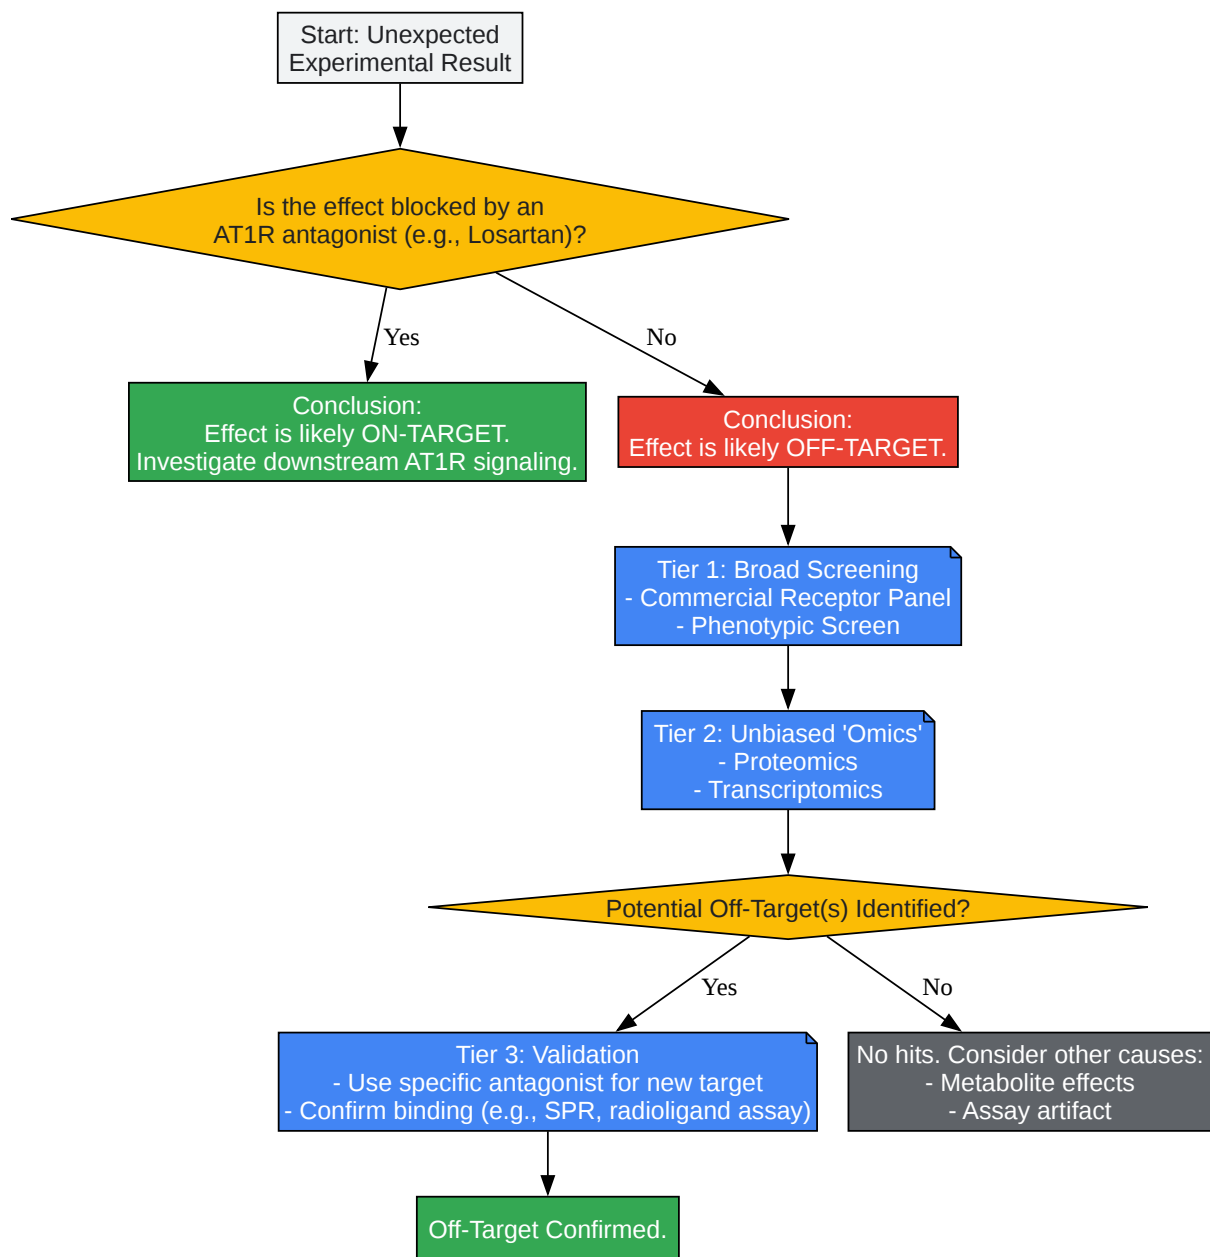 Start: Unexpected
Experimental Result
Is the effect blocked by an
AT1R antagonist (e.g., Losartan)?
Yes
No
Conclusion:
Effect is likely ON-TARGET.
Investigate downstream AT1R signaling.
Conclusion:
Effect is likely OFF-TARGET.
Tier 1: Broad Screening
- Commercial Receptor Panel
- Phenotypic Screen
Tier 2: Unbiased 'Omics'
- Proteomics
- Transcriptomics
Potential Off-Target(s) Identified?
Yes
No
Tier 3: Validation
- Use specific antagonist for new target
- Confirm binding (e.g., SPR, radioligand assay)
No hits. Consider other causes:
- Metabolite effects
- Assay artifact
Off-Target Confirmed.